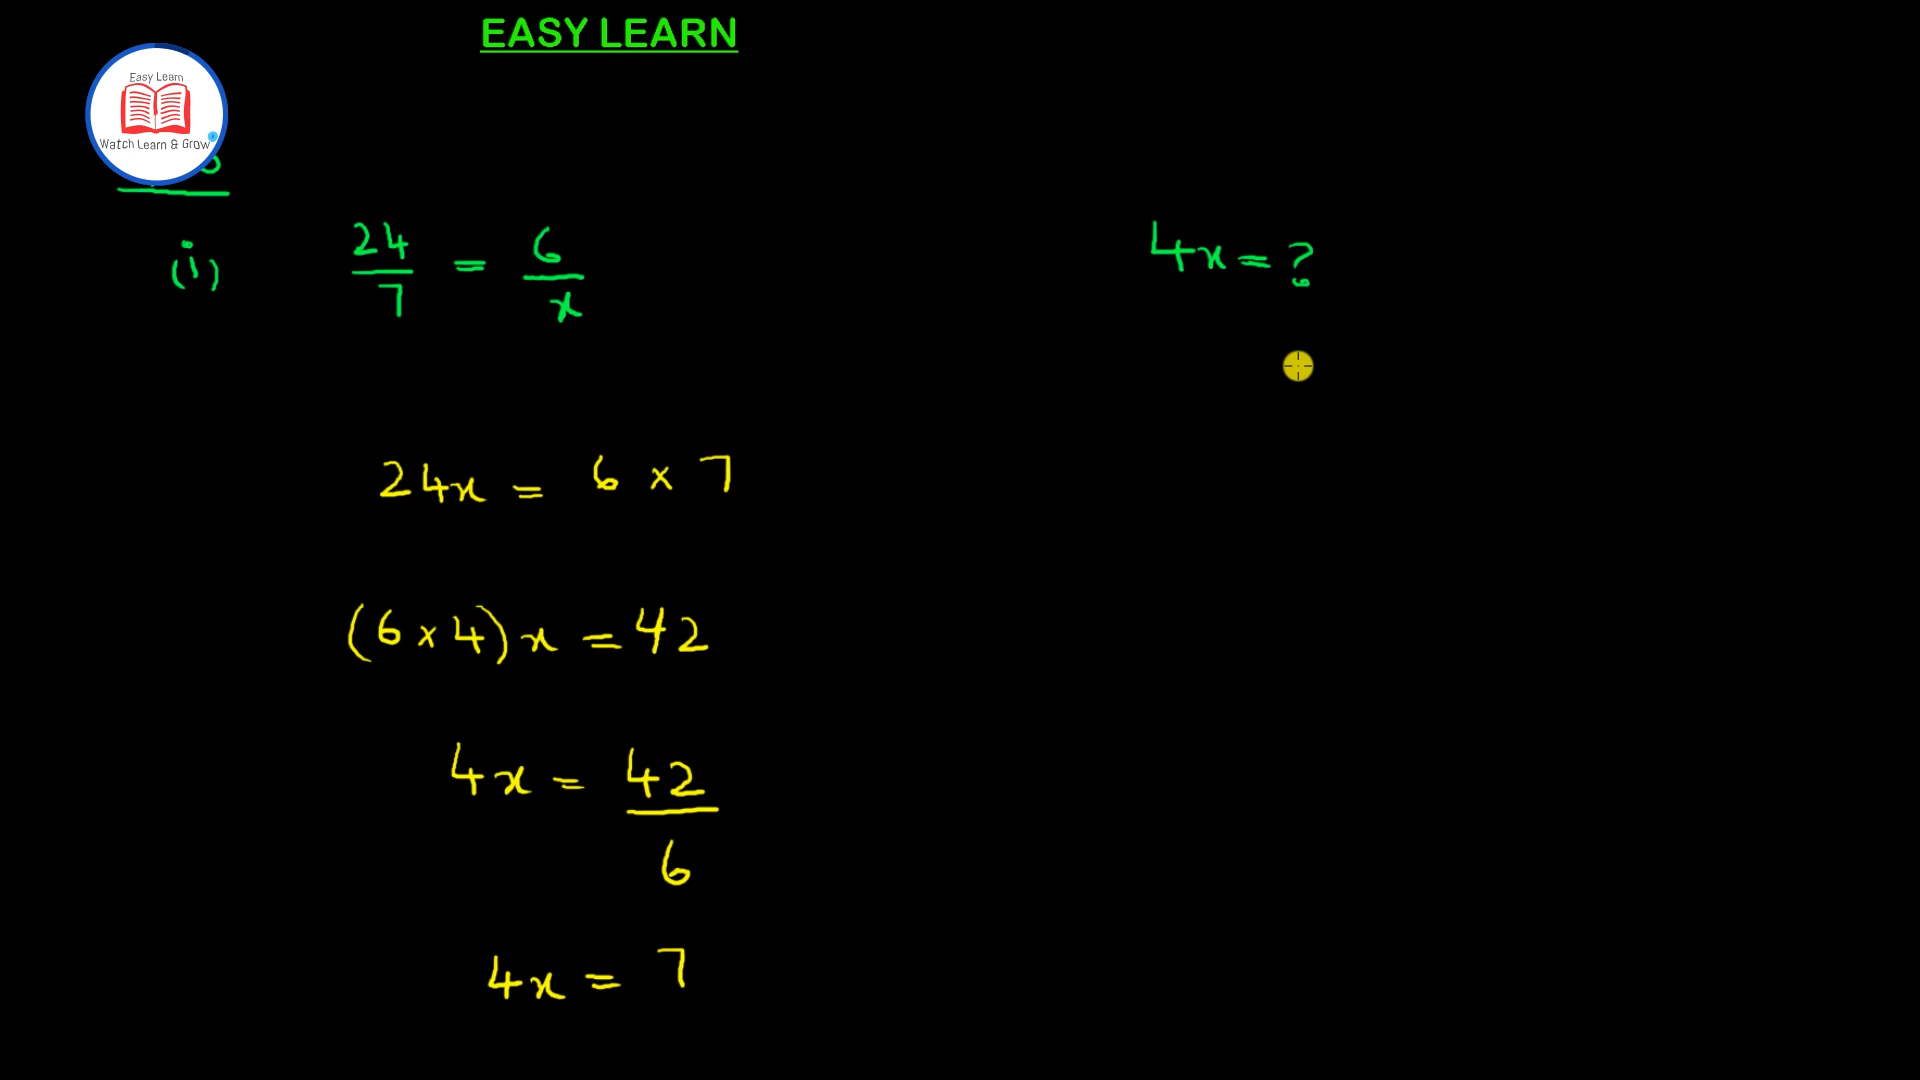 EASY LEARN
Easy Learn
Watch Learn & Grow
(i) 24/7 = 6/x
4x = ?
24x = 6 × 7
(6 × 4)x = 42
4x = 42/6
4x = 7